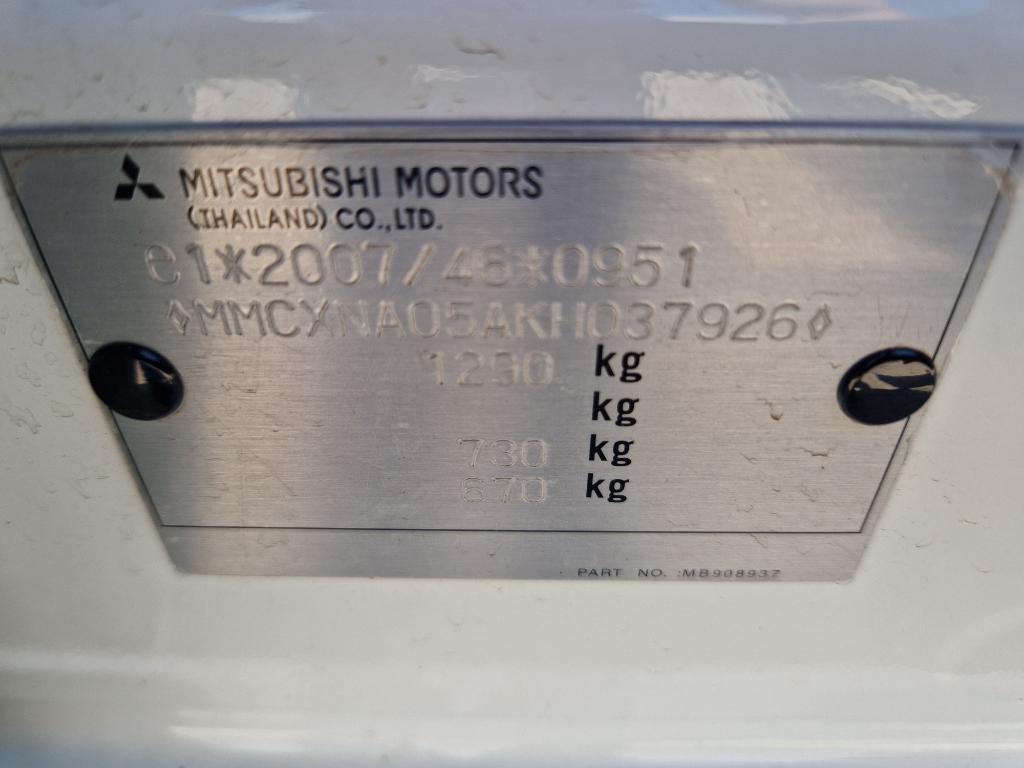 MITSUBISHI MOTORS
(THAILAND) CO.,LTD.
e1*2007/46*0951
◊MMCXNA05AKH037926◊
1290 kg
kg
730 kg
670 kg
PART NO. :MB908937